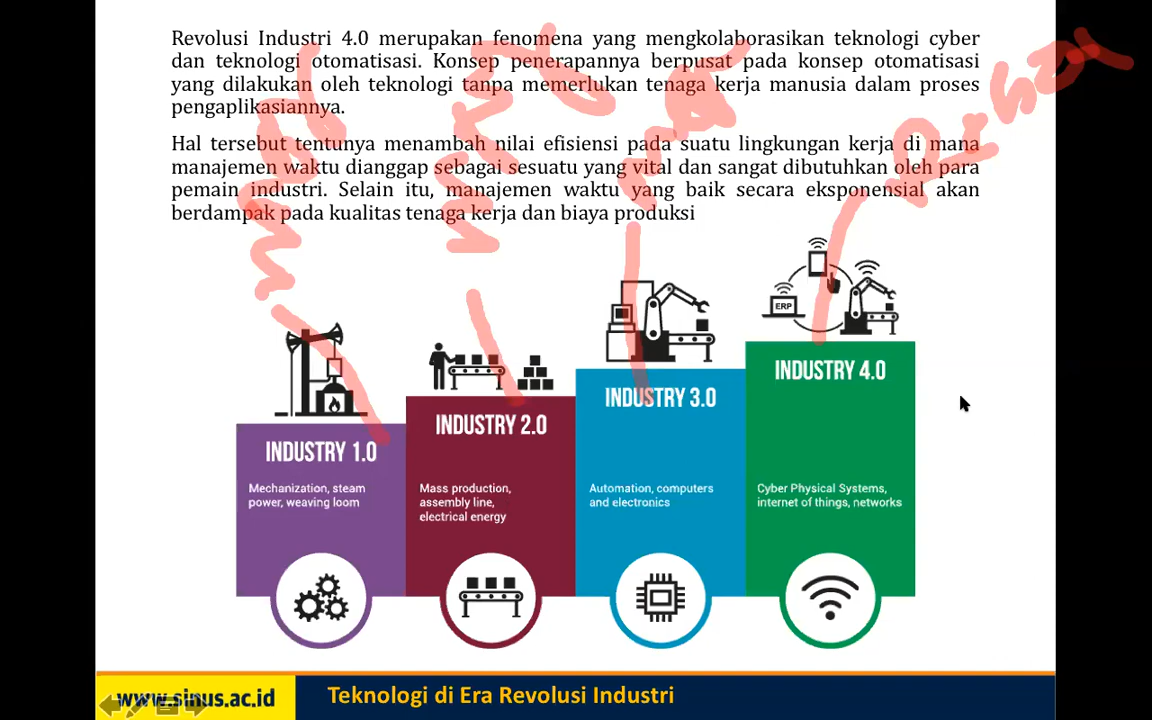 Revolusi Industri 4.0 merupakan fenomena yang mengkolaborasikan teknologi cyber
dan teknologi otomatisasi. Konsep penerapannya berpusat pada konsep otomatisasi
yang dilakukan oleh teknologi tanpa memerlukan tenaga kerja manusia dalam proses
pengaplikasiannya.
Hal tersebut tentunya menambah nilai efisiensi pada suatu lingkungan kerja di mana
manajemen waktu dianggap sebagai sesuatu yang vital dan sangat dibutuhkan oleh para
pemain industri. Selain itu, manajemen waktu yang baik secara eksponensial akan
berdampak pada kualitas tenaga kerja dan biaya produksi
ERP
INDUSTRY 1.0
Mechanization, steam
power, weaving loom
INDUSTRY 2.0
Mass production,
assembly line,
electrical energy
INDUSTRY 3.0
Automation, computers
and electronics
INDUSTRY 4.0
Cyber Physical Systems,
internet of things, networks
www.sinus.ac.id
Teknologi di Era Revolusi Industri